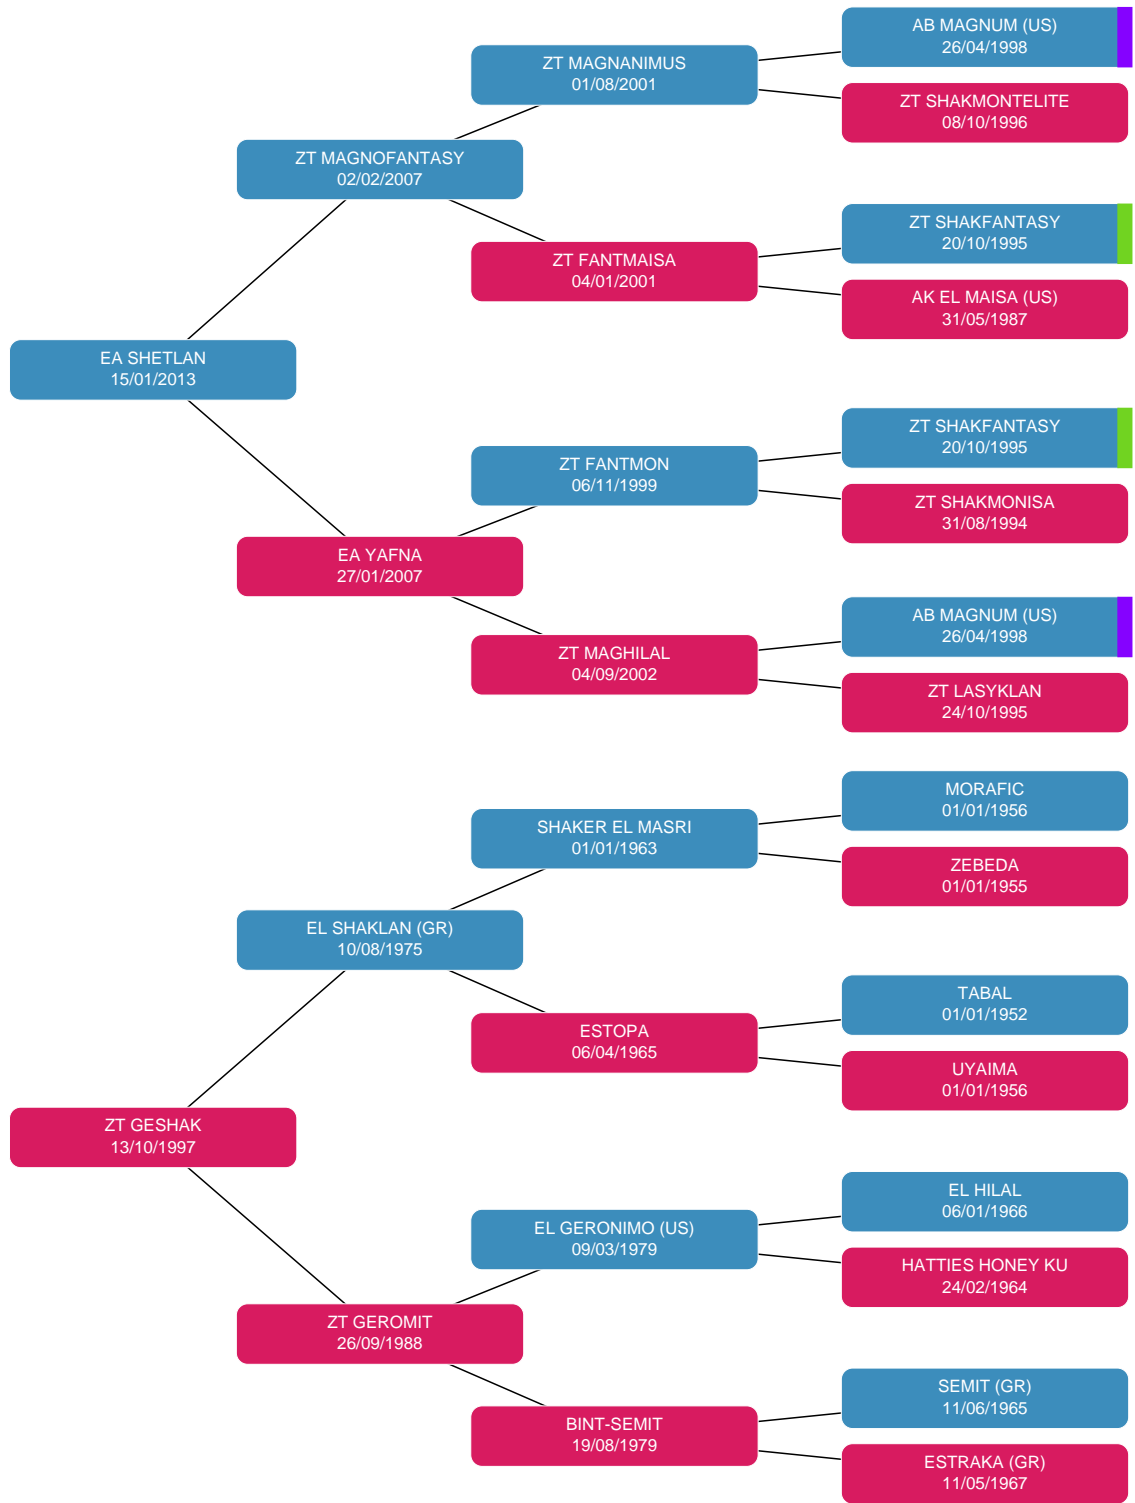 AB MAGNUM (US)
26/04/1998
ZT MAGNANIMUS
01/08/2001
ZT SHAKMONTELITE
08/10/1996
ZT MAGNOFANTASY
02/02/2007
ZT SHAKFANTASY
20/10/1995
ZT FANTMAISA
04/01/2001
AK EL MAISA (US)
31/05/1987
EA SHETLAN
15/01/2013
ZT SHAKFANTASY
20/10/1995
ZT FANTMON
06/11/1999
ZT SHAKMONISA
31/08/1994
EA YAFNA
27/01/2007
AB MAGNUM (US)
26/04/1998
ZT MAGHILAL
04/09/2002
ZT LASYKLAN
24/10/1995
MORAFIC
01/01/1956
SHAKER EL MASRI
01/01/1963
ZEBEDA
01/01/1955
EL SHAKLAN (GR)
10/08/1975
TABAL
01/01/1952
ESTOPA
06/04/1965
UYAIMA
01/01/1956
ZT GESHAK
13/10/1997
EL HILAL
06/01/1966
EL GERONIMO (US)
09/03/1979
HATTIES HONEY KU
24/02/1964
ZT GEROMIT
26/09/1988
SEMIT (GR)
11/06/1965
BINT-SEMIT
19/08/1979
ESTRAKA (GR)
11/05/1967